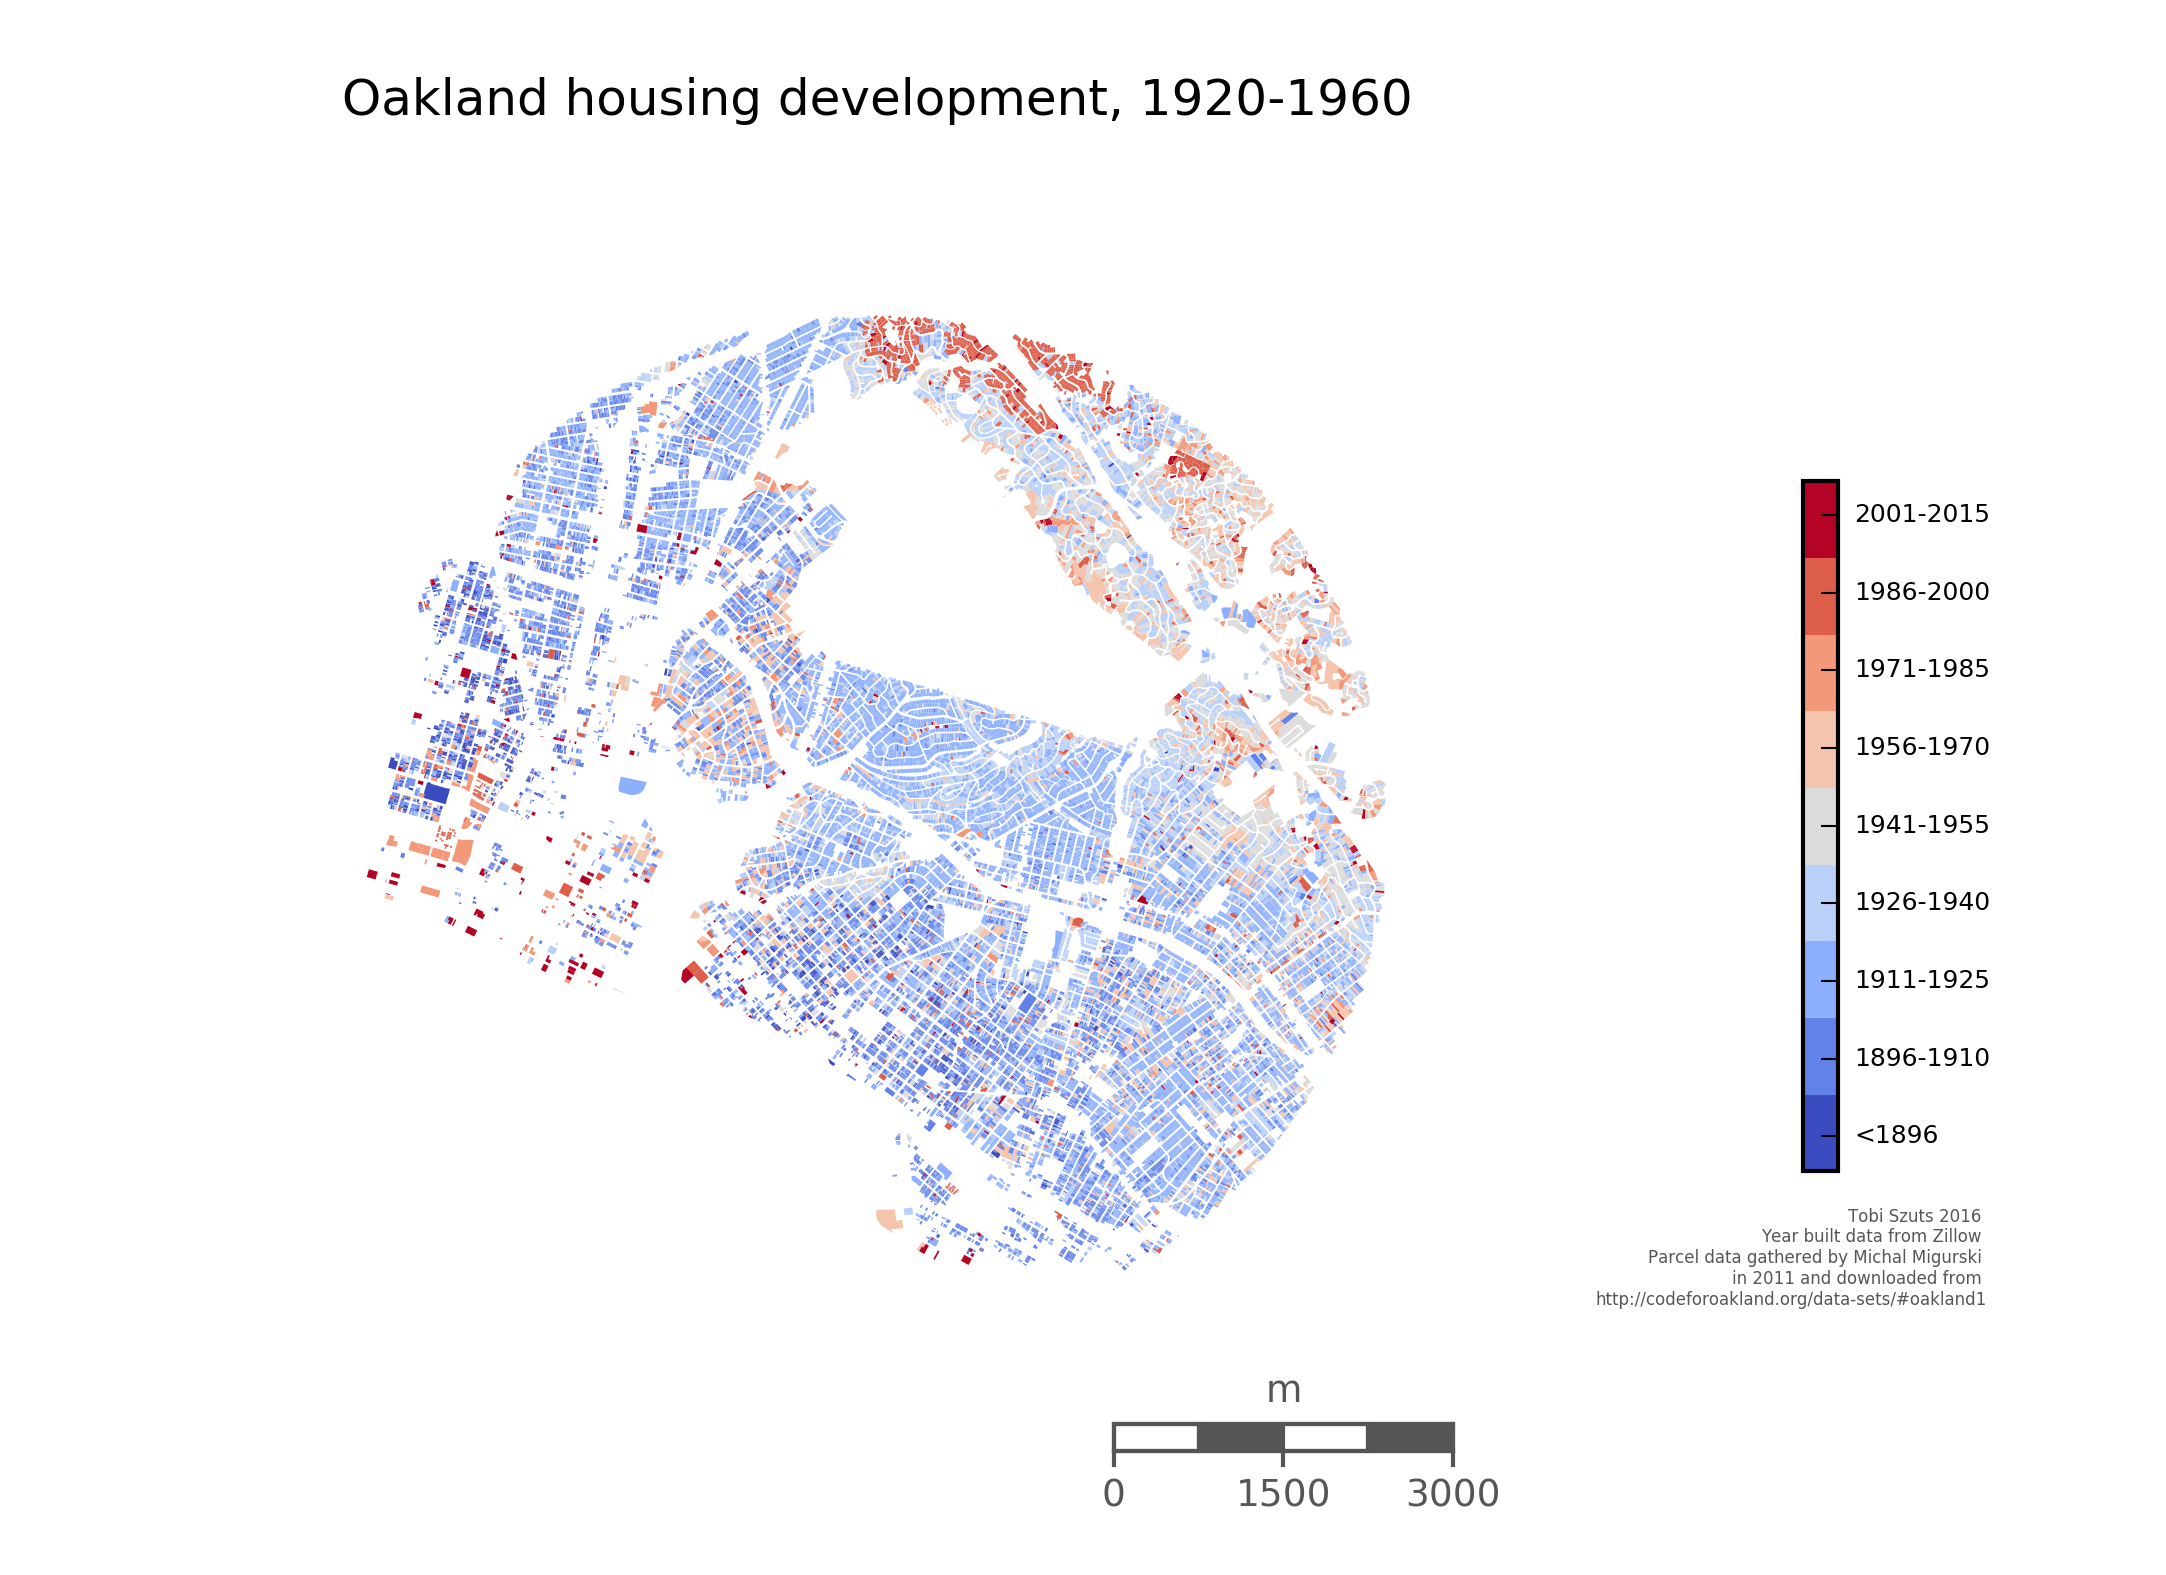 Oakland housing development, 1920-1960
2001-2015
1986-2000
1971-1985
1956-1970
1941-1955
1926-1940
1911-1925
1896-1910
<1896
Tobi Szuts 2016
Year built data from Zillow
Parcel data gathered by Michal Migurski
in 2011 and downloaded from
http://codeforoakland.org/data-sets/#oakland1
m
0 1500 3000